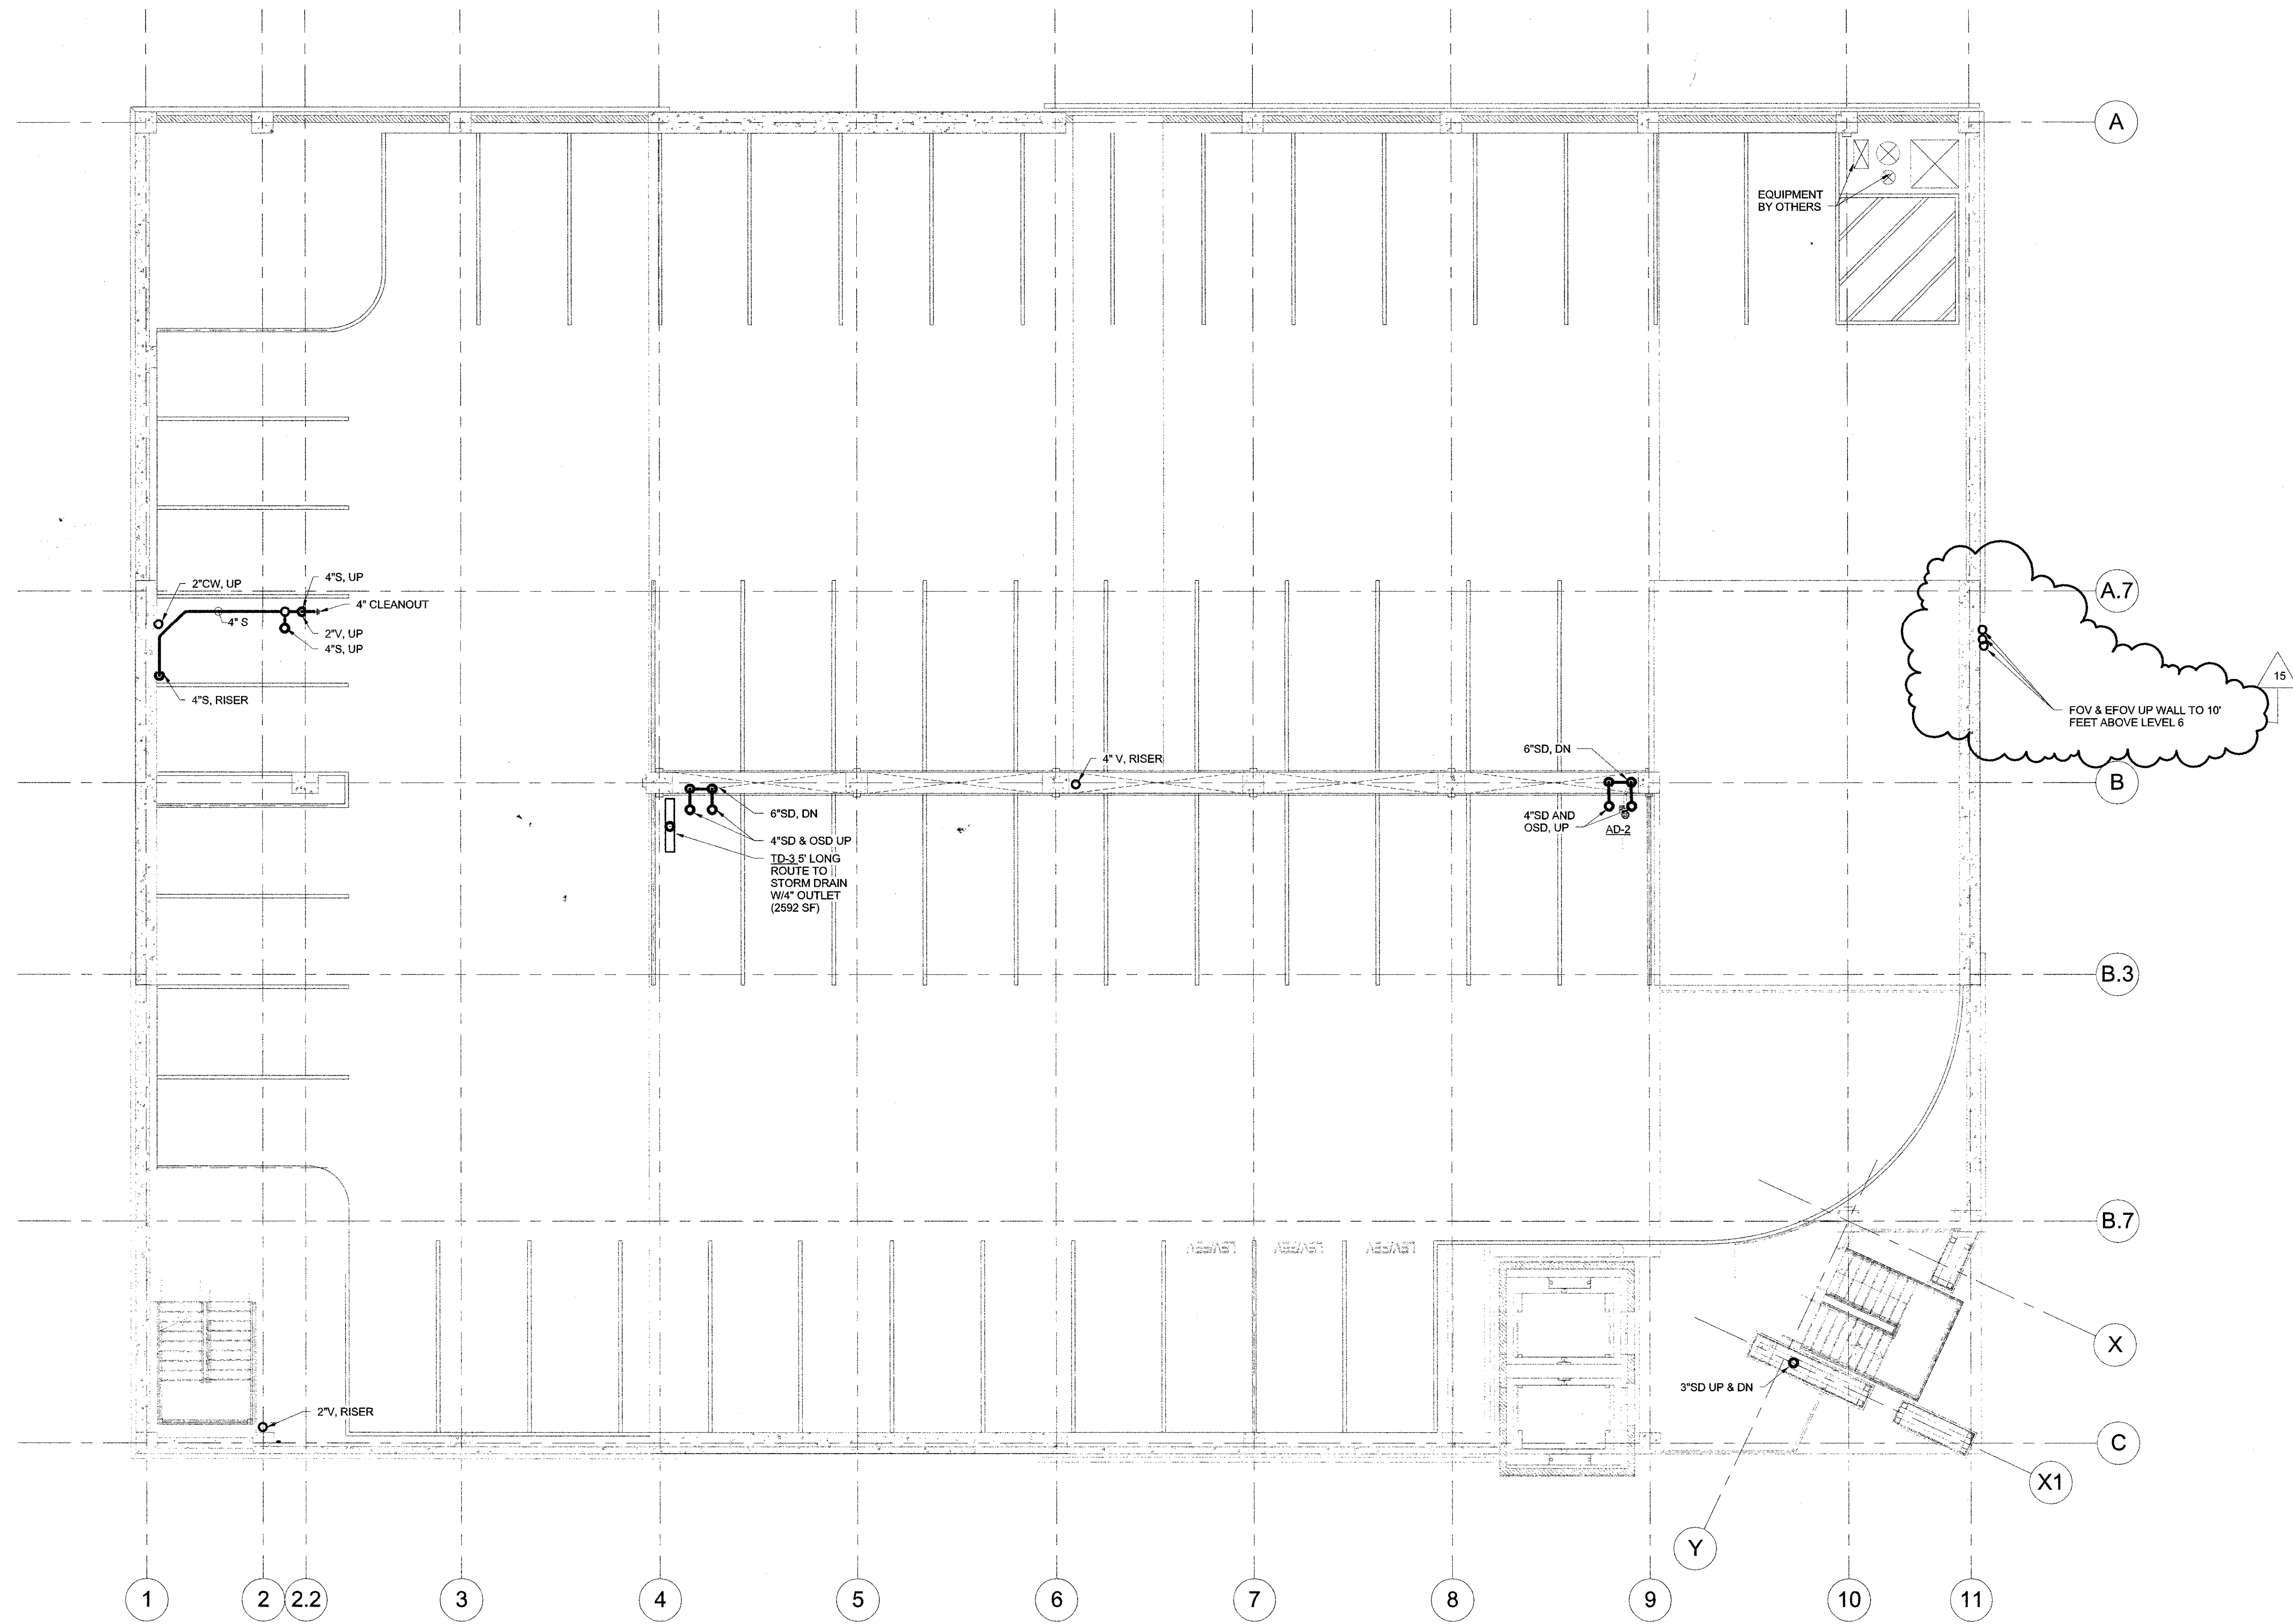 A
EQUIPMENT
BY OTHERS
2"CW, UP
4"S, UP
4" CLEANOUT
4" S
2"V, UP
4"S, UP
4"S, RISER
A.7
15
FOV & EFOV UP WALL TO 10'
FEET ABOVE LEVEL 6
4" V, RISER
6"SD, DN
B
6"SD, DN
4"SD & OSD UP
TD-3 5' LONG
ROUTE TO
STORM DRAIN
W/4" OUTLET
(2592 SF)
4"SD AND
OSD, UP
AD-2
B.3
B.7
X
3"SD UP & DN
2"V, RISER
C
X1
Y
1
2
2.2
3
4
5
6
7
8
9
10
11